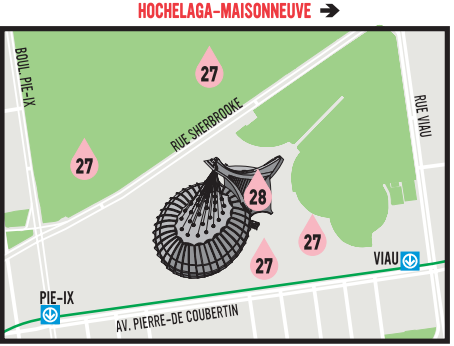 HOCHELAGA-MAISONNEUVE
BOUL. PIE-IX
27
RUE SHERBROOKE
RUE VIAU
27
28
27
27
VIAU
PIE-IX
AV. PIERRE-DE COUBERTIN